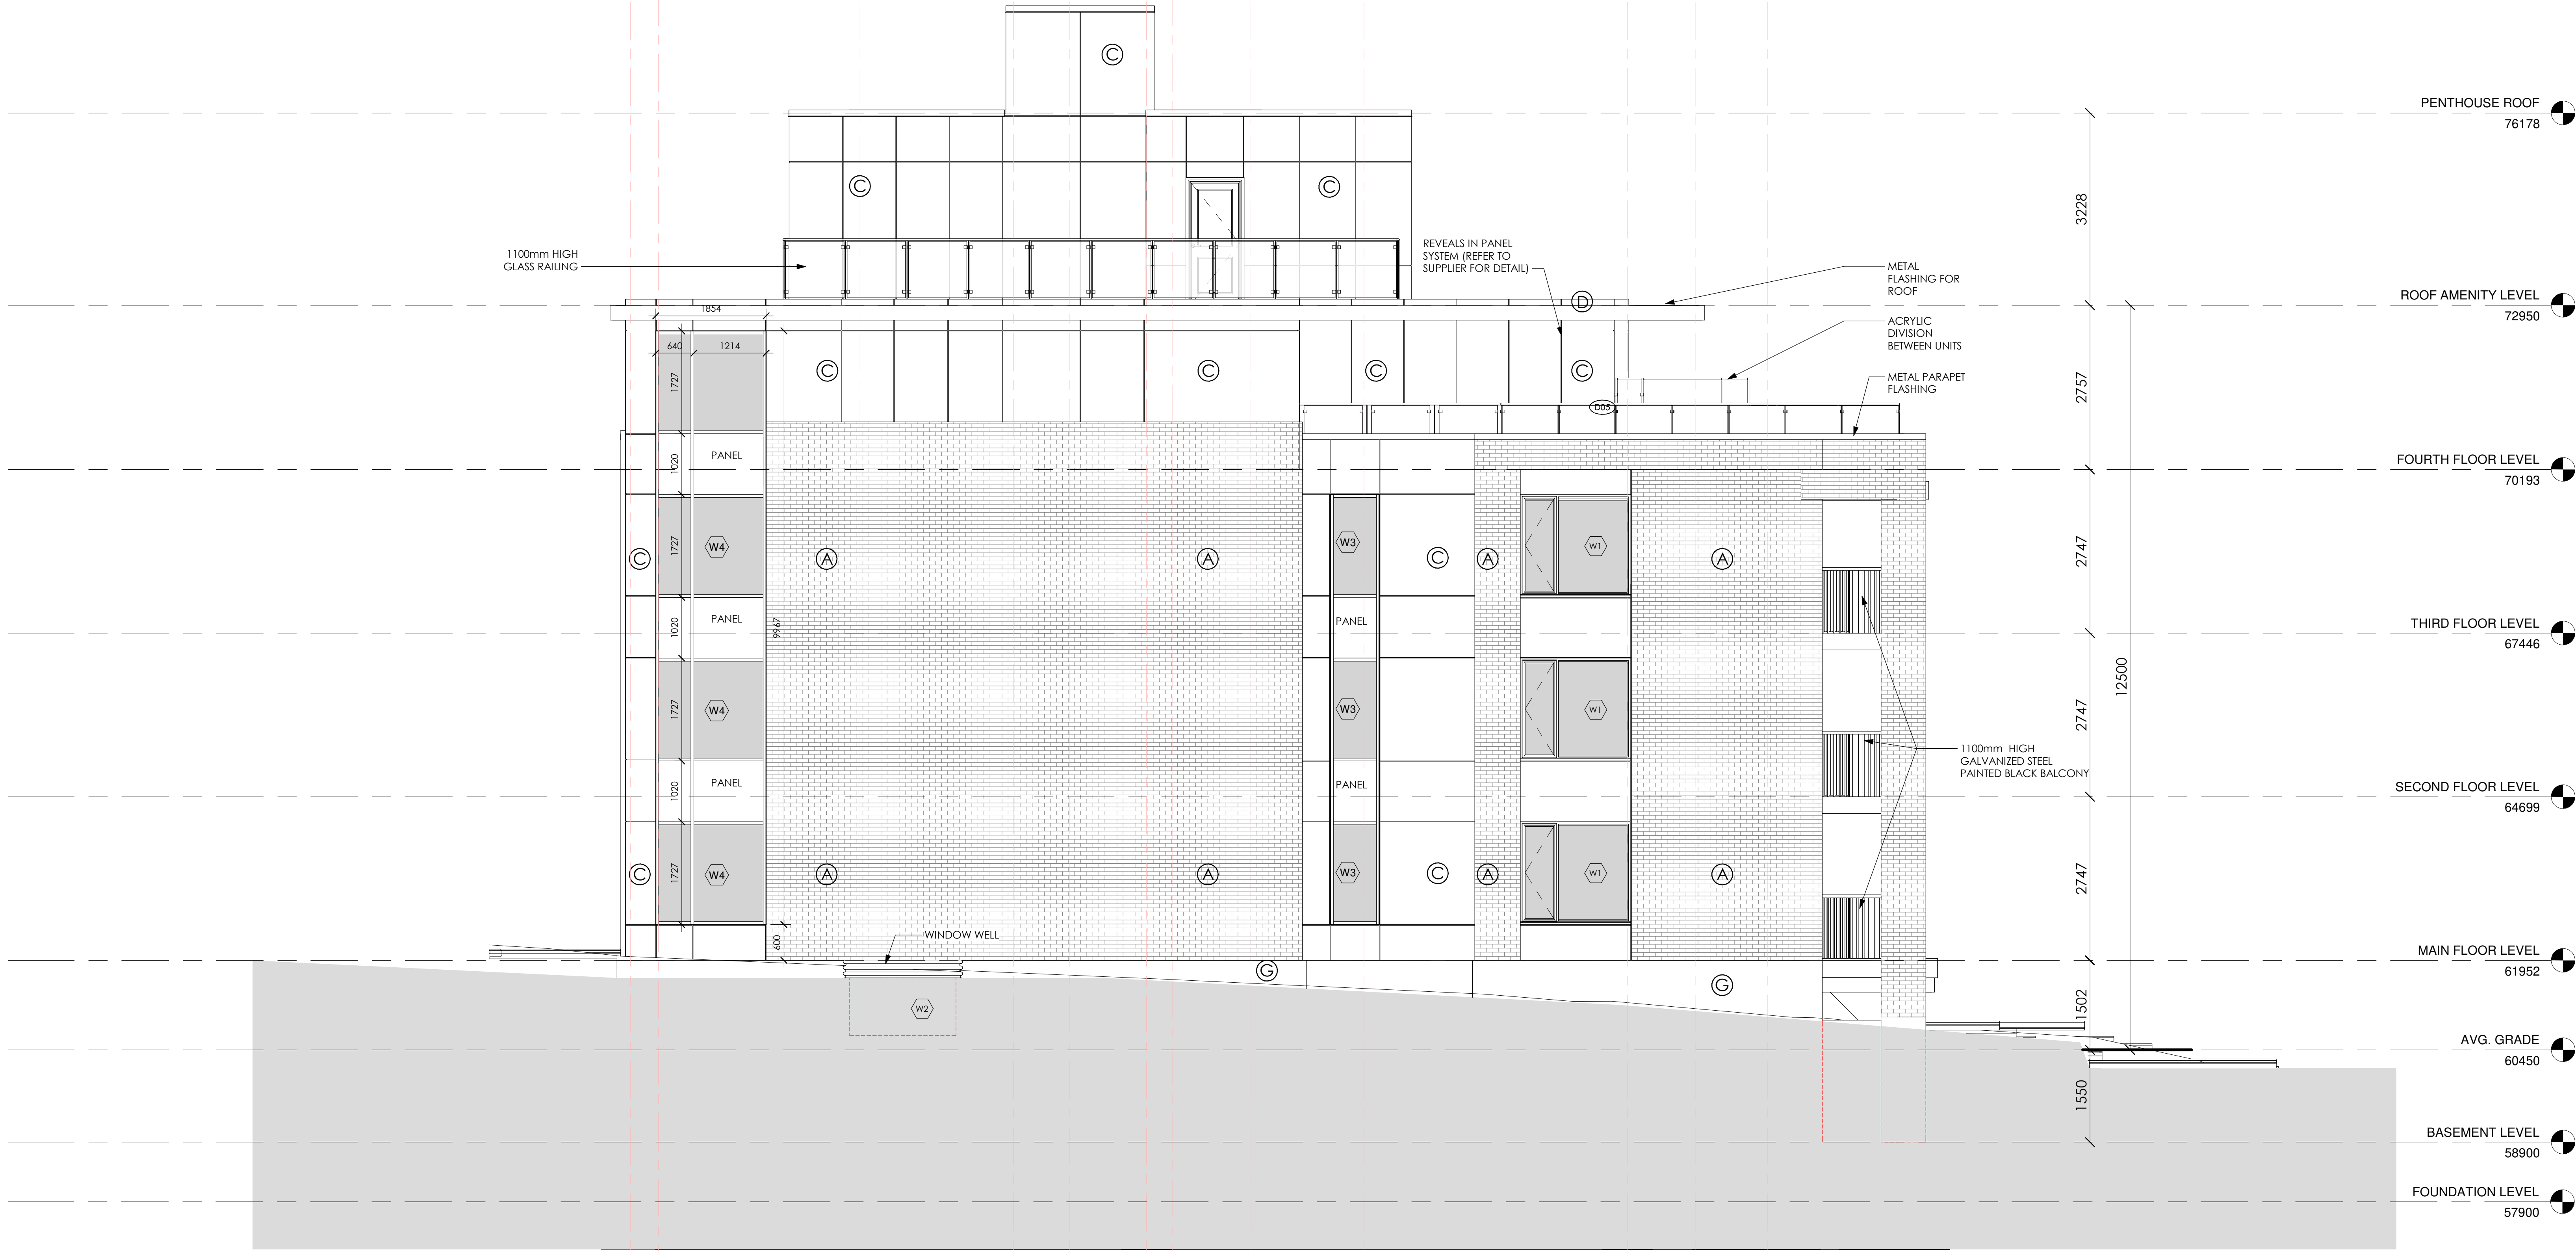 C
PENTHOUSE ROOF
76178
C
C
3228
1100mm HIGH
GLASS RAILING
REVEALS IN PANEL
SYSTEM (REFER TO
SUPPLIER FOR DETAIL)
METAL
FLASHING FOR
ROOF
D
ROOF AMENITY LEVEL
72950
1854
640
1214
ACRYLIC
DIVISION
BETWEEN UNITS
1727
C
C
C
C
METAL PARAPET
FLASHING
2757
D05
PANEL
1020
FOURTH FLOOR LEVEL
70193
C
1727
W4
A
A
W3
C
A
W1
A
2747
1020
PANEL
9967
PANEL
THIRD FLOOR LEVEL
67446
12500
1727
W4
W3
W1
2747
1100mm HIGH
GALVANIZED STEEL
PAINTED BLACK BALCONY
1020
PANEL
PANEL
SECOND FLOOR LEVEL
64699
C
1727
W4
A
A
W3
C
A
W1
A
2747
WINDOW WELL
600
MAIN FLOOR LEVEL
61952
G
G
W2
1502
AVG. GRADE
60450
1550
BASEMENT LEVEL
58900
FOUNDATION LEVEL
57900